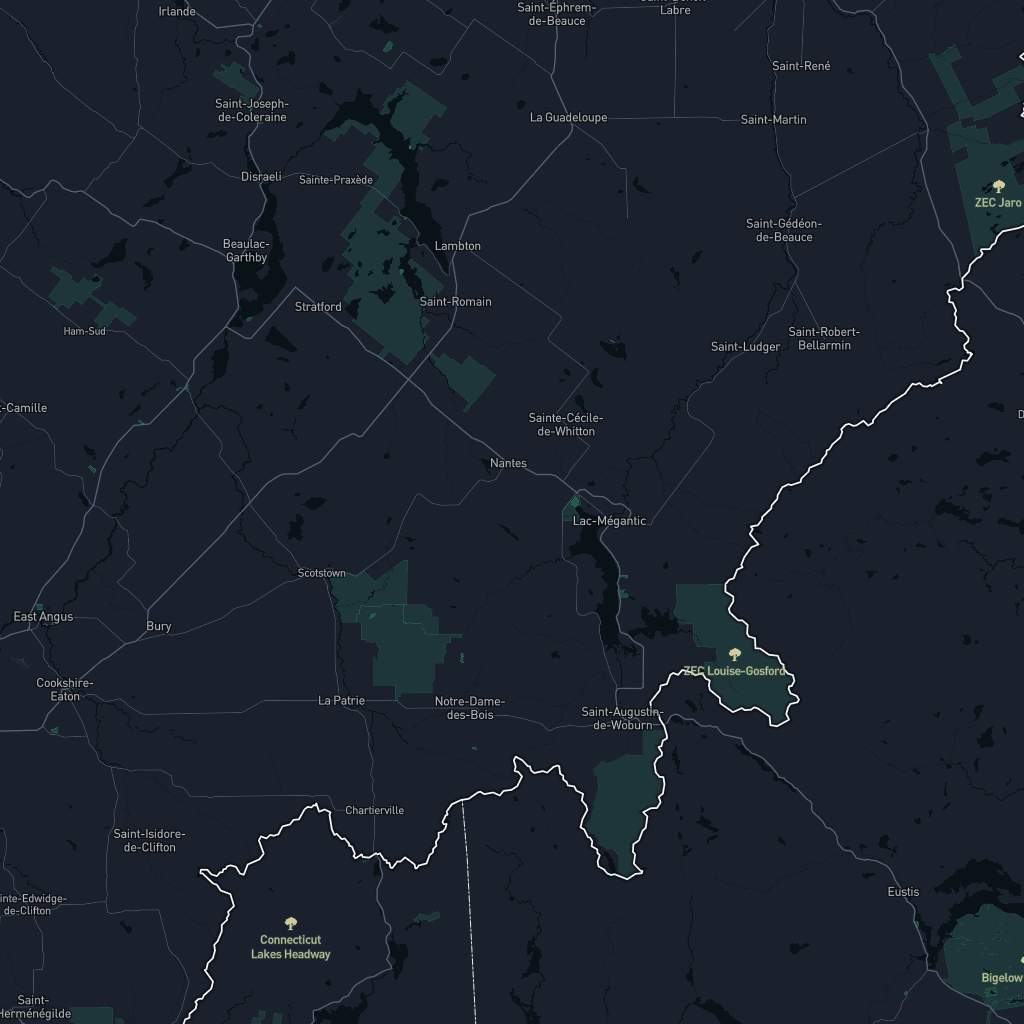 Irlande
Saint-Éphrem-
de-Beauce
Labre
Saint-René
Saint-Joseph-
de-Coleraine
La Guadeloupe
Saint-Martin
Disraeli
Sainte-Praxède
ZEC Jaro
Saint-Gédéon-
de-Beauce
Beaulac-
Garthby
Lambton
Stratford
Saint-Romain
Ham-Sud
Saint-Robert-
Bellarmin
Saint-Ludger
-Camille
Sainte-Cécile-
de-Whitton
Nantes
Lac-Mégantic
Scotstown
East Angus
Bury
ZEC Louise-Gosford
Cookshire-
Eaton
La Patrie
Notre-Dame-
des-Bois
Saint-Augustin-
de-Woburn
Chartierville
Saint-Isidore-
de-Clifton
inte-Edwidge-
de-Clifton
Eustis
Connecticut
Lakes Headway
Bigelow
Saint-
Herménégilde